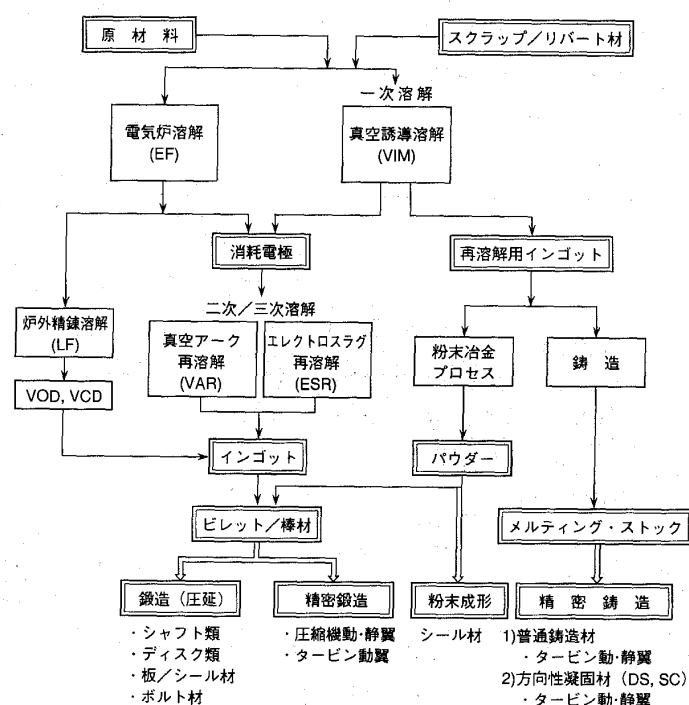 原材料
スクラップ／リバート材
一次溶解
電気炉溶解
(EF)
真空誘導溶解
(VIM)
消耗電極
再溶解用インゴット
二次／三次溶解
炉外精錬溶解
(LF)
真空アーク
再溶解
(VAR)
エレクトロスラグ
再溶解
(ESR)
粉末冶金
プロセス
鋳造
VOD, VCD
インゴット
パウダー
ビレット／棒材
メルティング・ストック
鍛造（圧延）
・シャフト類
・ディスク類
・板／シール材
・ボルト材
精密鍛造
・圧縮機動・静翼
・タービン動翼
粉末成形
シール材
精密鋳造
1)普通鋳造材
・タービン動・静翼
2)方向性凝固材（DS, SC）
・タービン動・静翼